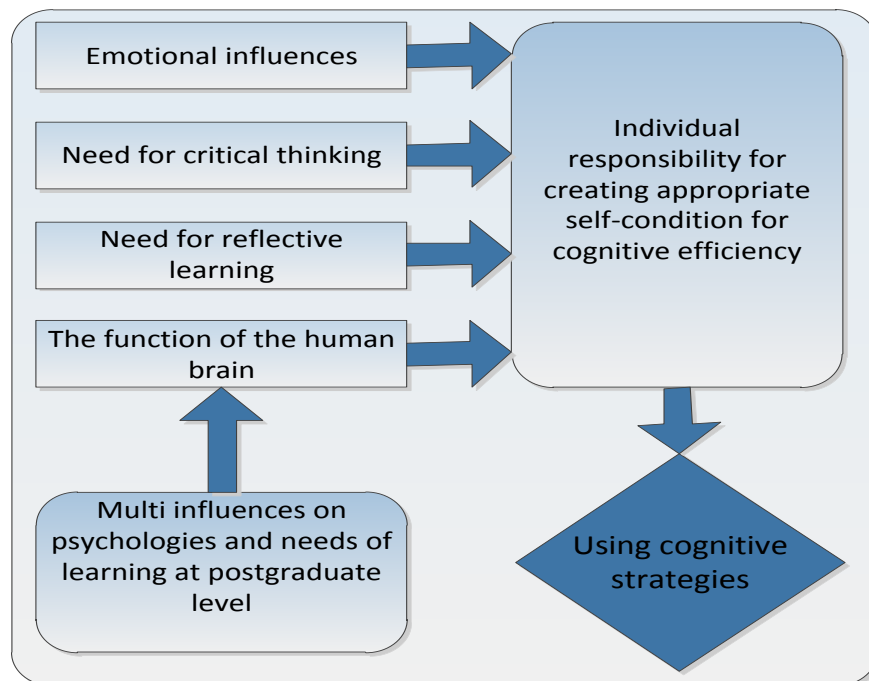 Emotional influences
Need for critical thinking
Need for reflective
learning
The function of the human
brain
Multi influences on
psychologies and needs of
learning at postgraduate
level
Individual
responsibility for
creating appropriate
self-condition for
cognitive efficiency
Using cognitive
strategies